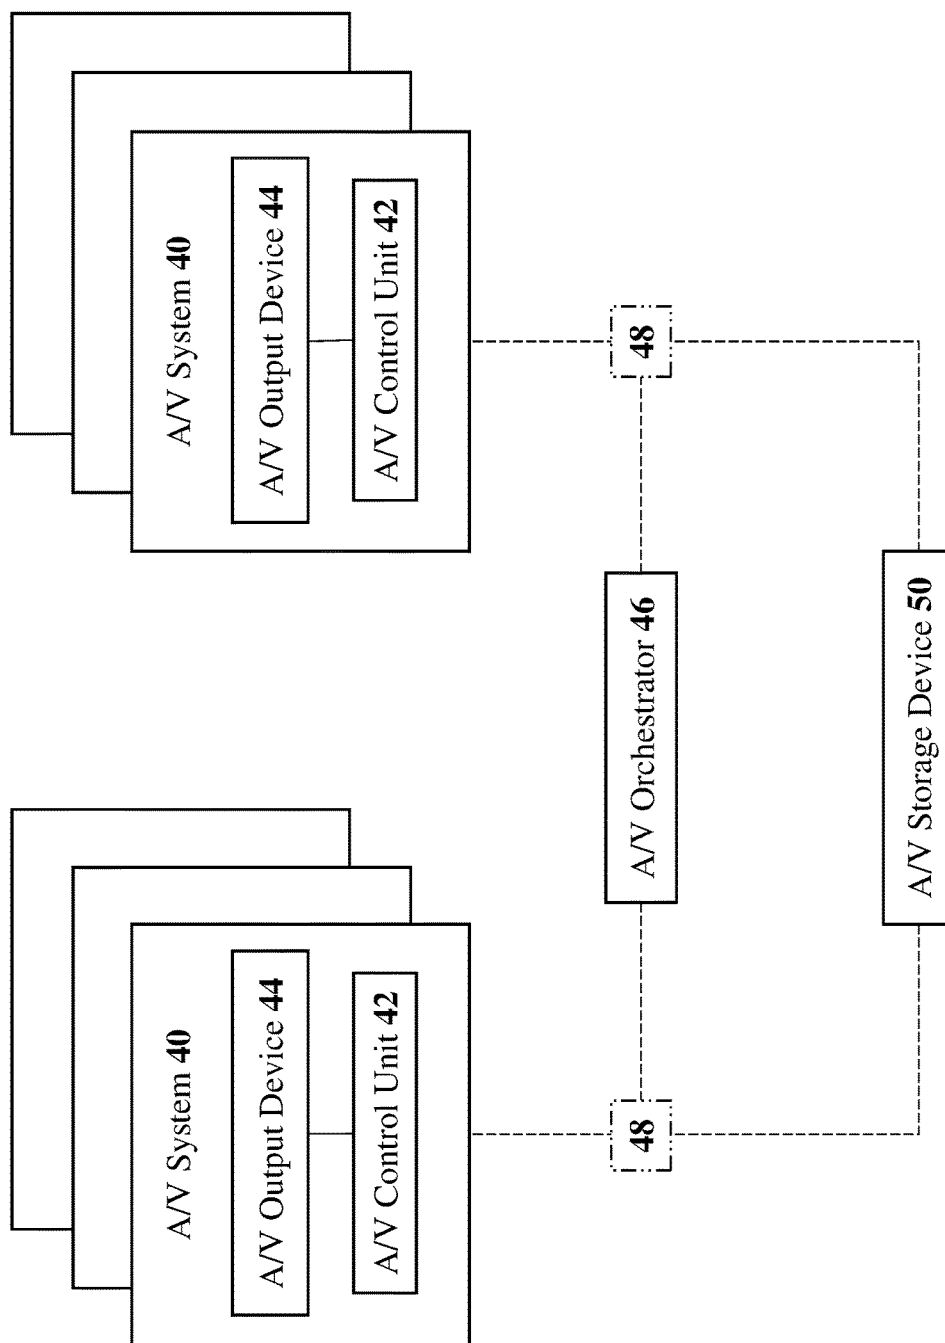 A/V System 40
A/V Output Device 44
A/V Control Unit 42
48
A/V System 40
A/V Output Device 44
A/V Control Unit 42
48
A/V Orchestrator 46
A/V Storage Device 50